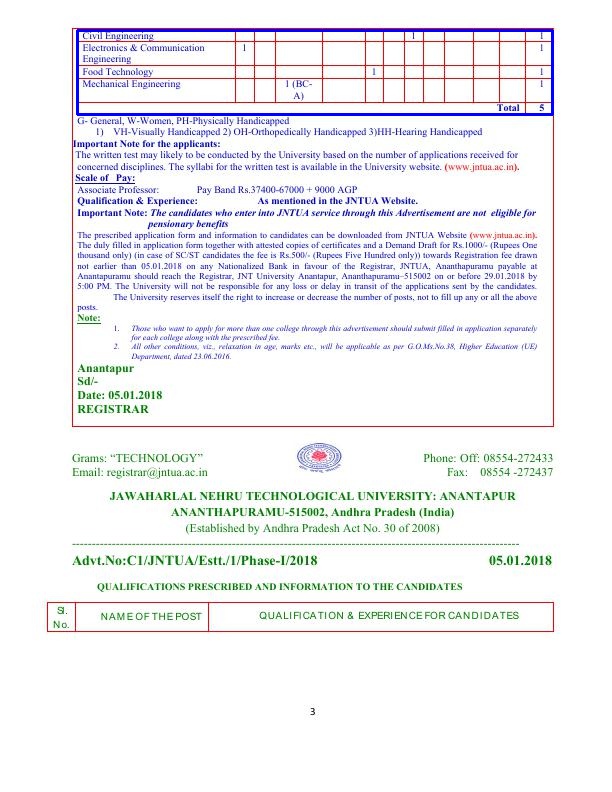 Civil Engineering 1 1
Electronics & Communication 1 1
Engineering
Food Technology 1 1
Mechanical Engineering 1 (BC- 1
A)
Total 5
G- General, W-Women, PH-Physically Handicapped
1) VH-Visually Handicapped 2) OH-Orthopedically Handicapped 3)HH-Hearing Handicapped
Important Note for the applicants:
The written test may likely to be conducted by the University based on the number of applications received for
concerned disciplines. The syllabi for the written test is available in the University website. (www.jntua.ac.in).
Scale of Pay:
Associate Professor: Pay Band Rs.37400-67000 + 9000 AGP
Qualification & Experience: As mentioned in the JNTUA Website.
Important Note: The candidates who enter into JNTUA service through this Advertisement are not eligible for
pensionary benefits
The prescribed application form and information to candidates can be downloaded from JNTUA Website (www.jntua.ac.in).
The duly filled in application form together with attested copies of certificates and a Demand Draft for Rs.1000/- (Rupees One
thousand only) (in case of SC/ST candidates the fee is Rs.500/- (Rupees Five Hundred only)) towards Registration fee drawn
not earlier than 05.01.2018 on any Nationalized Bank in favour of the Registrar, JNTUA, Ananthapuramu payable at
Anantapuramu should reach the Registrar, JNT University Anantapur, Ananthapuramu–515002 on or before 29.01.2018 by
5:00 PM. The University will not be responsible for any loss or delay in transit of the applications sent by the candidates.
The University reserves itself the right to increase or decrease the number of posts, not to fill up any or all the above
posts.
Note:
1. Those who want to apply for more than one college through this advertisement should submit filled in application separately
for each college along with the prescribed fee.
2. All other conditions, viz., relaxation in age, marks etc., will be applicable as per G.O.Ms.No.38, Higher Education (UE)
Department, dated 23.06.2016.
Anantapur
Sd/-
Date: 05.01.2018
REGISTRAR
Grams: “TECHNOLOGY” Phone: Off: 08554-272433
Email: registrar@jntua.ac.in Fax: 08554 -272437
JAWAHARLAL NEHRU TECHNOLOGICAL UNIVERSITY: ANANTAPUR
ANANTHAPURAMU-515002, Andhra Pradesh (India)
(Established by Andhra Pradesh Act No. 30 of 2008)
Advt.No:C1/JNTUA/Estt./1/Phase-I/2018 05.01.2018
QUALIFICATIONS PRESCRIBED AND INFORMATION TO THE CANDIDATES
Sl. No. NAME OF THE POST QUALIFICATION & EXPERIENCE FOR CANDIDATES
3